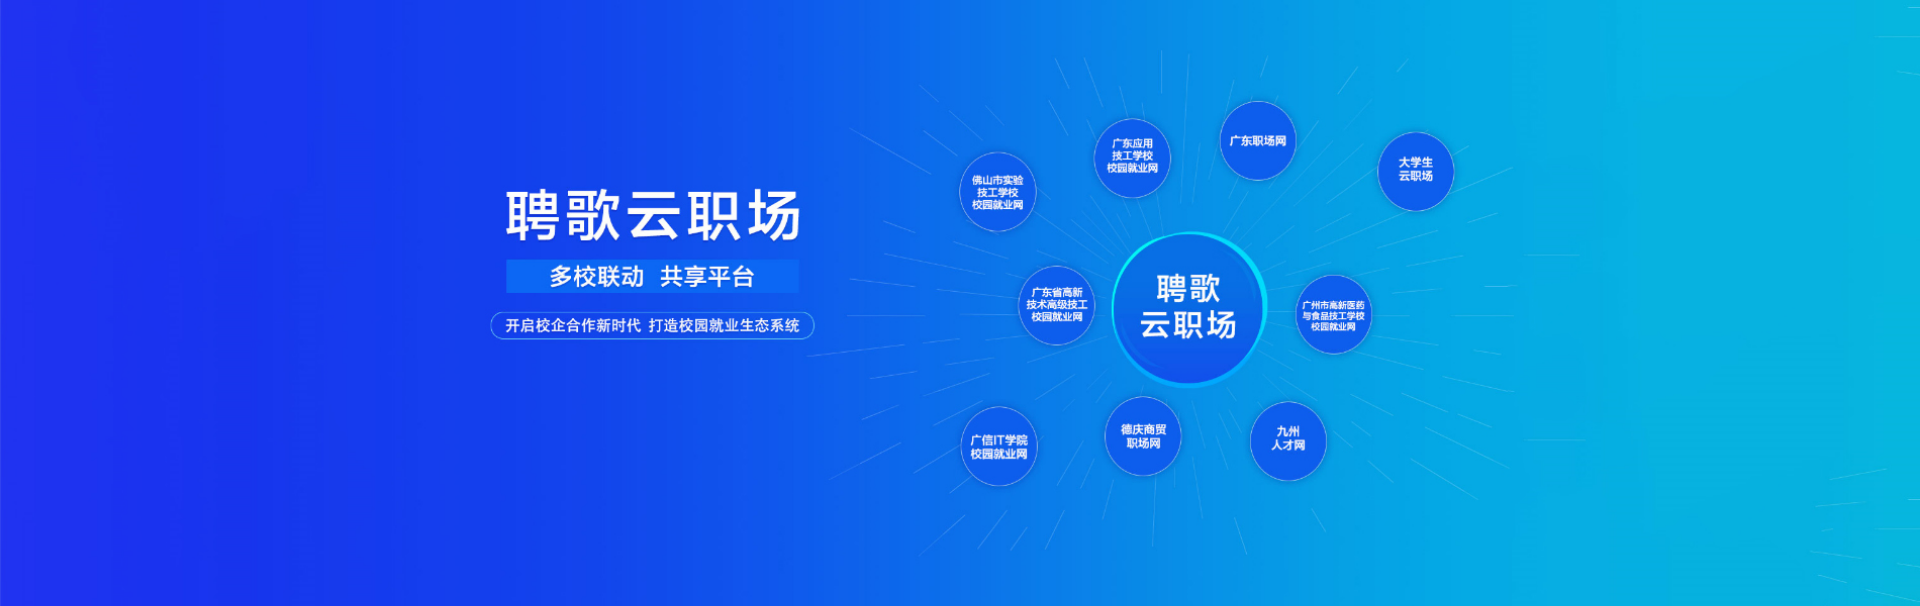 聘歌云职场
多校联动 共享平台
开启校企合作新时代 打造校园就业生态系统
佛山市实验
技工学校
校园就业网
广东应用
技工学校
校园就业网
广东职场网
大学生
云职场
广东省高新
技术高级技工
校园就业网
聘歌
云职场
广州市高新医药
与食品技工学校
校园就业网
广信IT学院
校园就业网
德庆商贸
职场网
九州
人才网